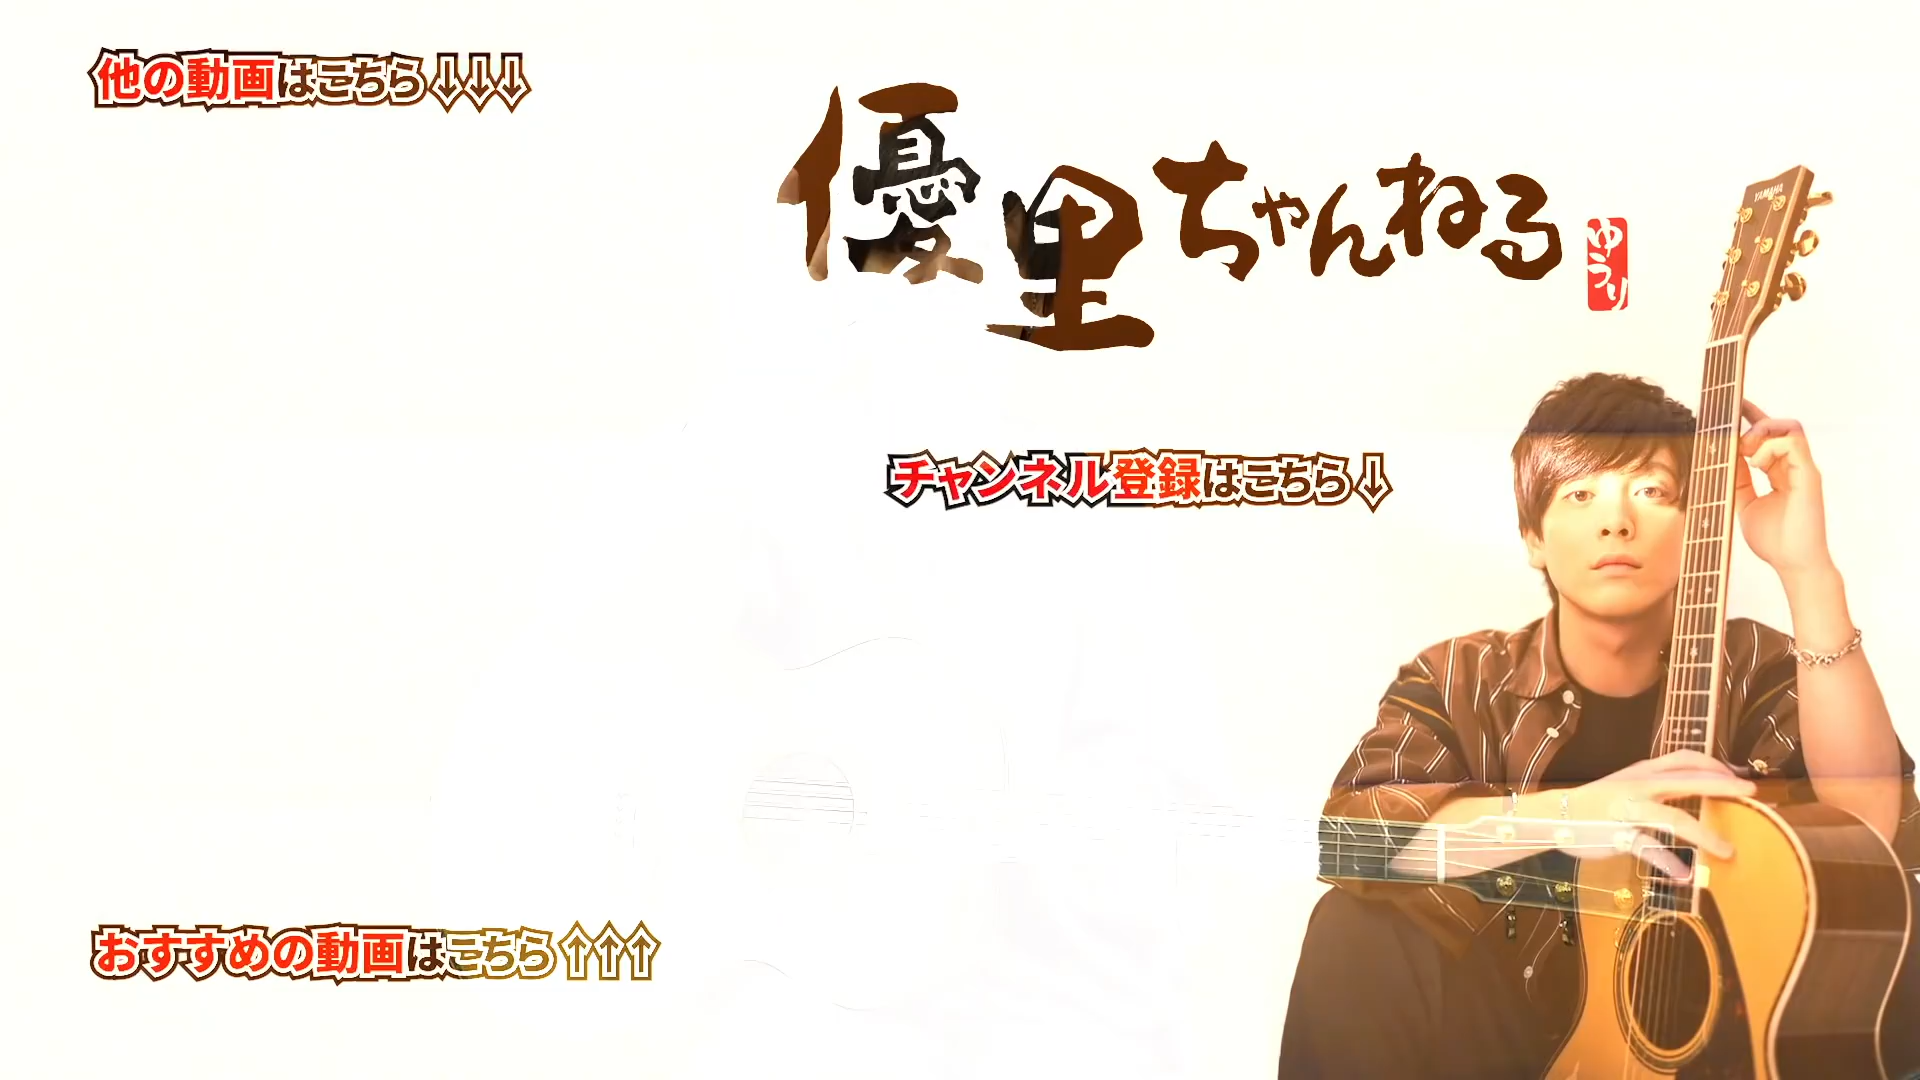 他の動画はこちら↓↓↓
優里ちゃんねる
ゆうり
YAMAHA
チャンネル登録はこちら↓
おすすめの動画はこちら↑↑↑